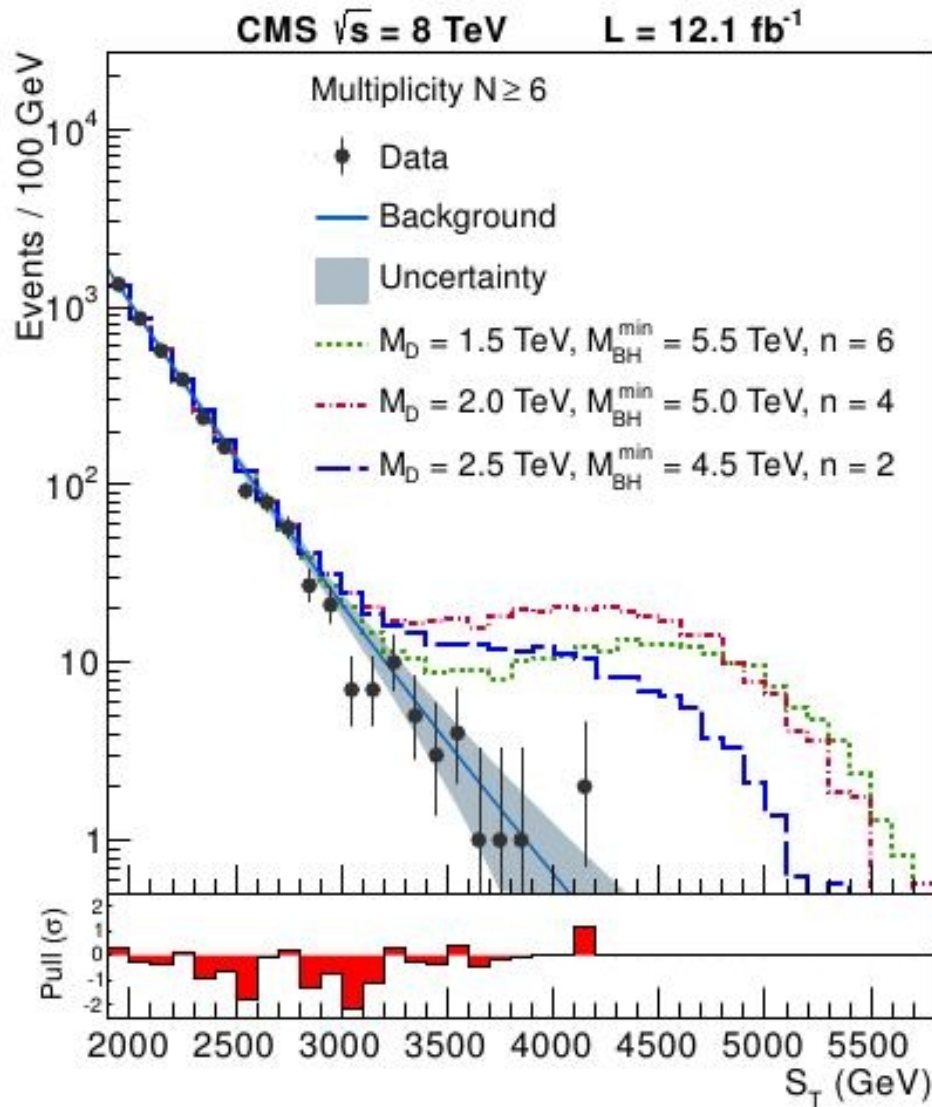 CMS √s = 8 TeV L = 12.1 fb⁻¹
Events / 100 GeV
10⁴
10³
10²
10
1
Multiplicity N ≥ 6
Data
Background
Uncertainty
M_D = 1.5 TeV, M_BH^min = 5.5 TeV, n = 6
M_D = 2.0 TeV, M_BH^min = 5.0 TeV, n = 4
M_D = 2.5 TeV, M_BH^min = 4.5 TeV, n = 2
Pull (σ)
2
1
0
-1
-2
2000 2500 3000 3500 4000 4500 5000 5500
S_T (GeV)